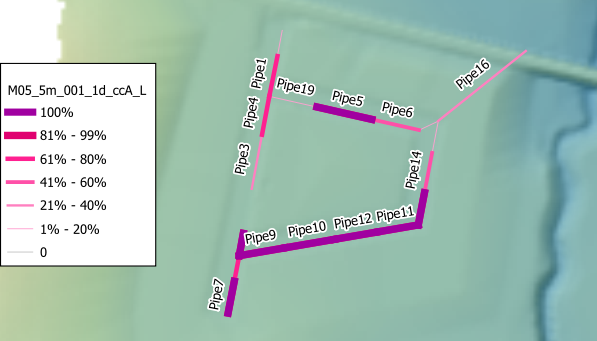 M05_5m_001_1d_ccA_L
100%
81% - 99%
61% - 80%
41% - 60%
21% - 40%
1% - 20%
0
Pipe1
Pipe19
Pipe5
Pipe6
Pipe16
Pipe4
Pipe3
Pipe14
Pipe9
Pipe10
Pipe12
Pipe11
Pipe7